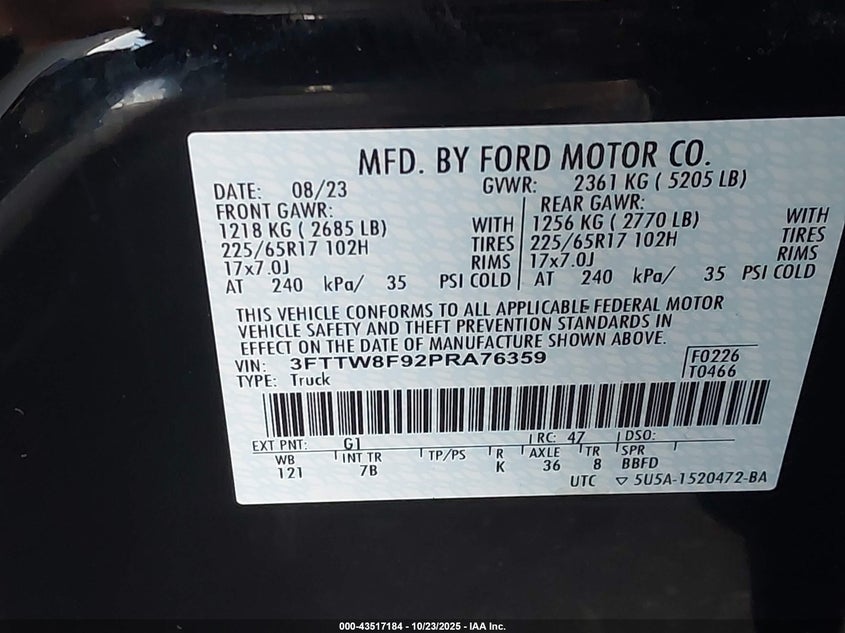 MFD. BY FORD MOTOR CO.
DATE: 08/23 GVWR: 2361 KG ( 5205 LB)
FRONT GAWR: REAR GAWR:
1218 KG ( 2685 LB) WITH 1256 KG ( 2770 LB) WITH
225/65R17 102H TIRES 225/65R17 102H TIRES
17x7.0J RIMS 17x7.0J RIMS
AT 240 kPa/ 35 PSI COLD AT 240 kPa/ 35 PSI COLD
THIS VEHICLE CONFORMS TO ALL APPLICABLE FEDERAL MOTOR
VEHICLE SAFETY AND THEFT PREVENTION STANDARDS IN
EFFECT ON THE DATE OF MANUFACTURE SHOWN ABOVE.
VIN: 3FTTW8F92PRA76359 F0226
TYPE: Truck T0466
EXT PNT: G1 RC: 47 DSO:
WB INT TR TP/PS R AXLE TR SPR
121 7B K 36 8 BBFD
UTC ▽ 5U5A-1520472-BA
000-43517184 - 10/23/2025 - IAA Inc.